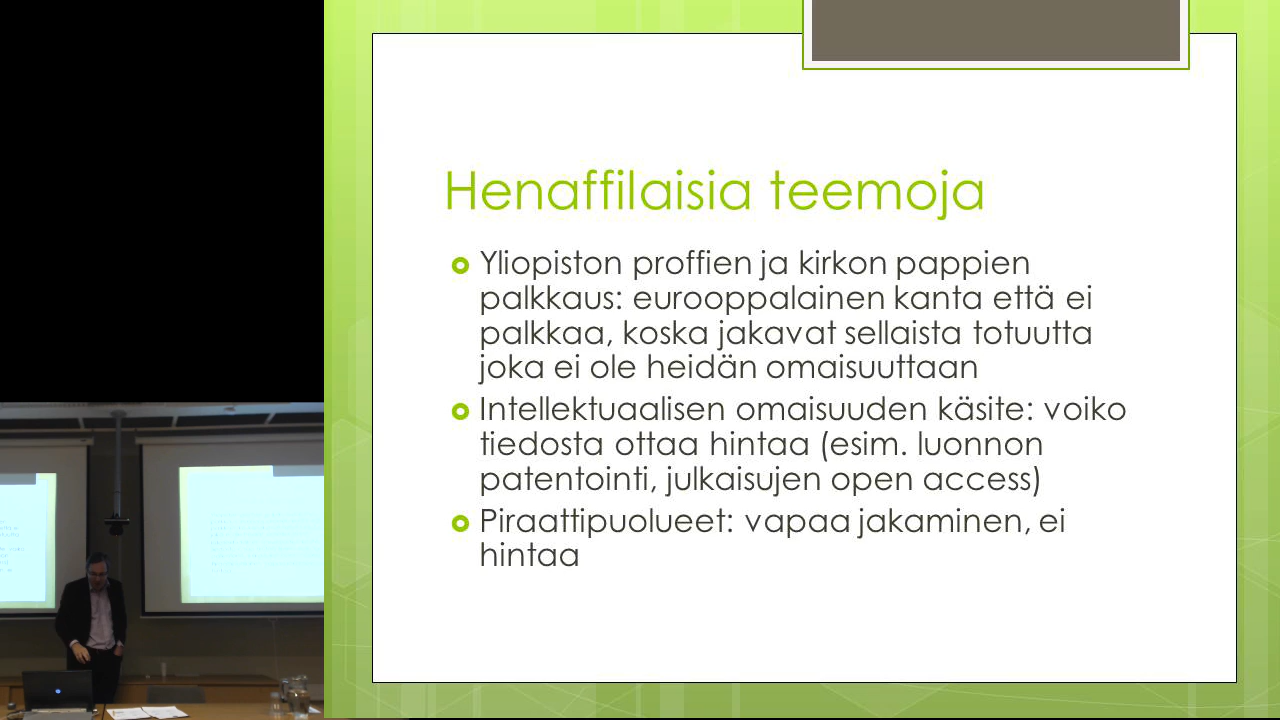 Henaffilaisia teemoja
Yliopiston proffien ja kirkon pappien
palkkaus: eurooppalainen kanta että ei
palkkaa, koska jakavat sellaista totuutta
joka ei ole heidän omaisuuttaan
Intellektuaalisen omaisuuden käsite: voiko
tiedosta ottaa hintaa (esim. luonnon
patentointi, julkaisujen open access)
Piraattipuolueet: vapaa jakaminen, ei
hintaa